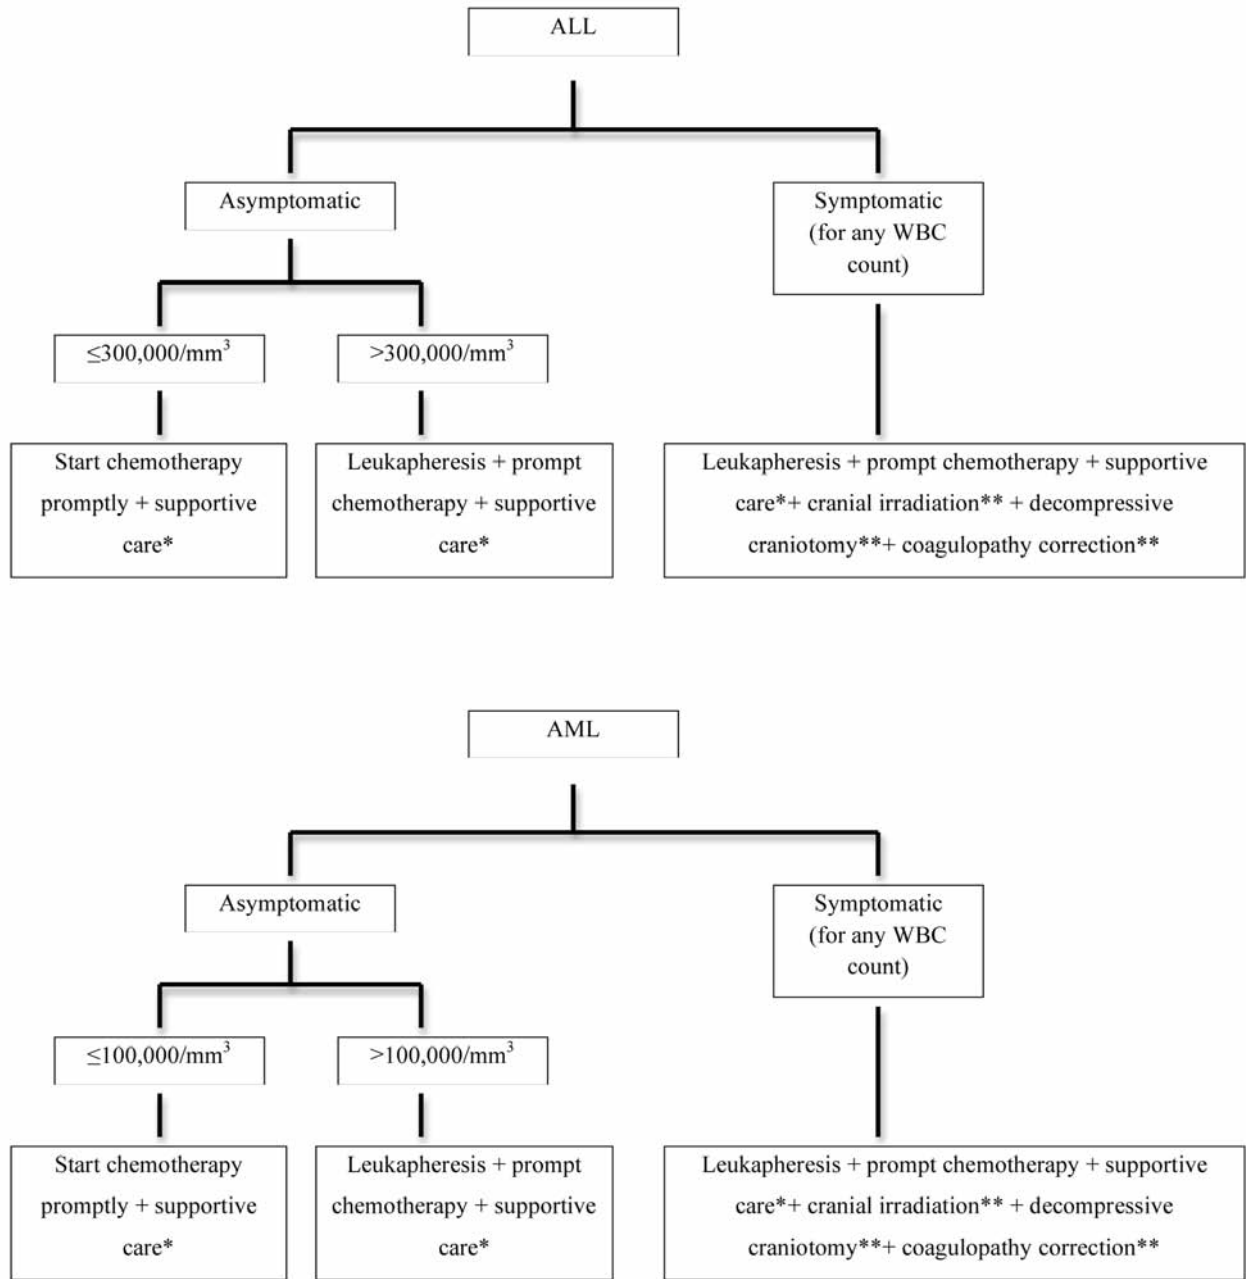 ALL
Asymptomatic
Symptomatic
(for any WBC
count)
≤300,000/mm³
>300,000/mm³
Start chemotherapy
promptly + supportive
care*
Leukapheresis + prompt
chemotherapy + supportive
care*
Leukapheresis + prompt chemotherapy + supportive
care*+ cranial irradiation** + decompressive
craniotomy**+ coagulopathy correction**
AML
Asymptomatic
Symptomatic
(for any WBC
count)
≤100,000/mm³
>100,000/mm³
Start chemotherapy
promptly + supportive
care*
Leukapheresis + prompt
chemotherapy + supportive
care*
Leukapheresis + prompt chemotherapy + supportive
care*+ cranial irradiation** + decompressive
craniotomy**+ coagulopathy correction**